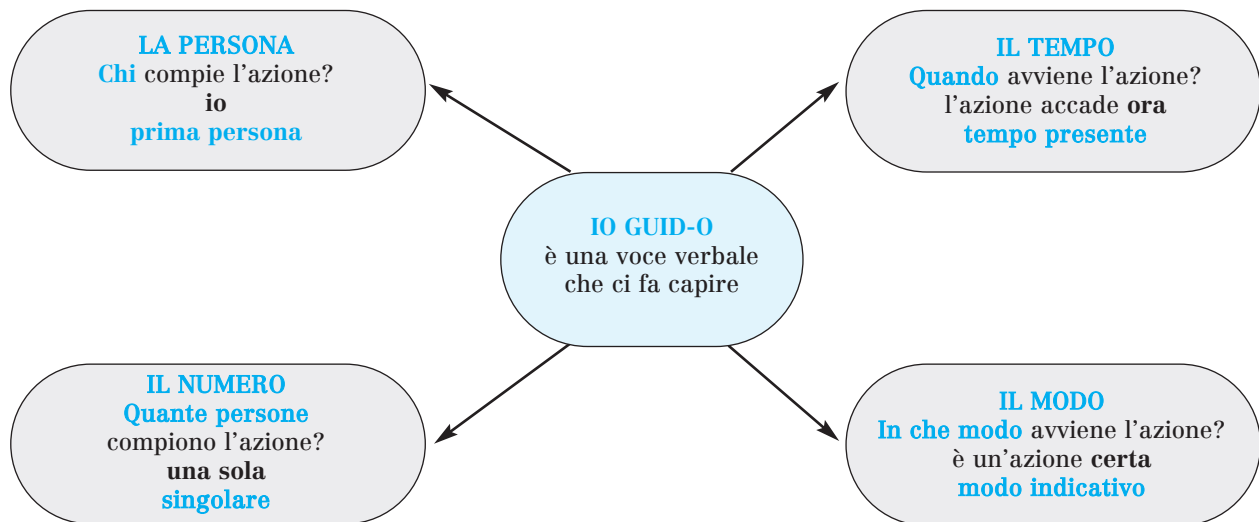 LA PERSONA
Chi compie l'azione?
io
prima persona
IL TEMPO
Quando avviene l'azione?
l'azione accade ora
tempo presente
IO GUID-O
è una voce verbale
che ci fa capire
IL NUMERO
Quante persone
compiono l'azione?
una sola
singolare
IL MODO
In che modo avviene l'azione?
è un'azione certa
modo indicativo